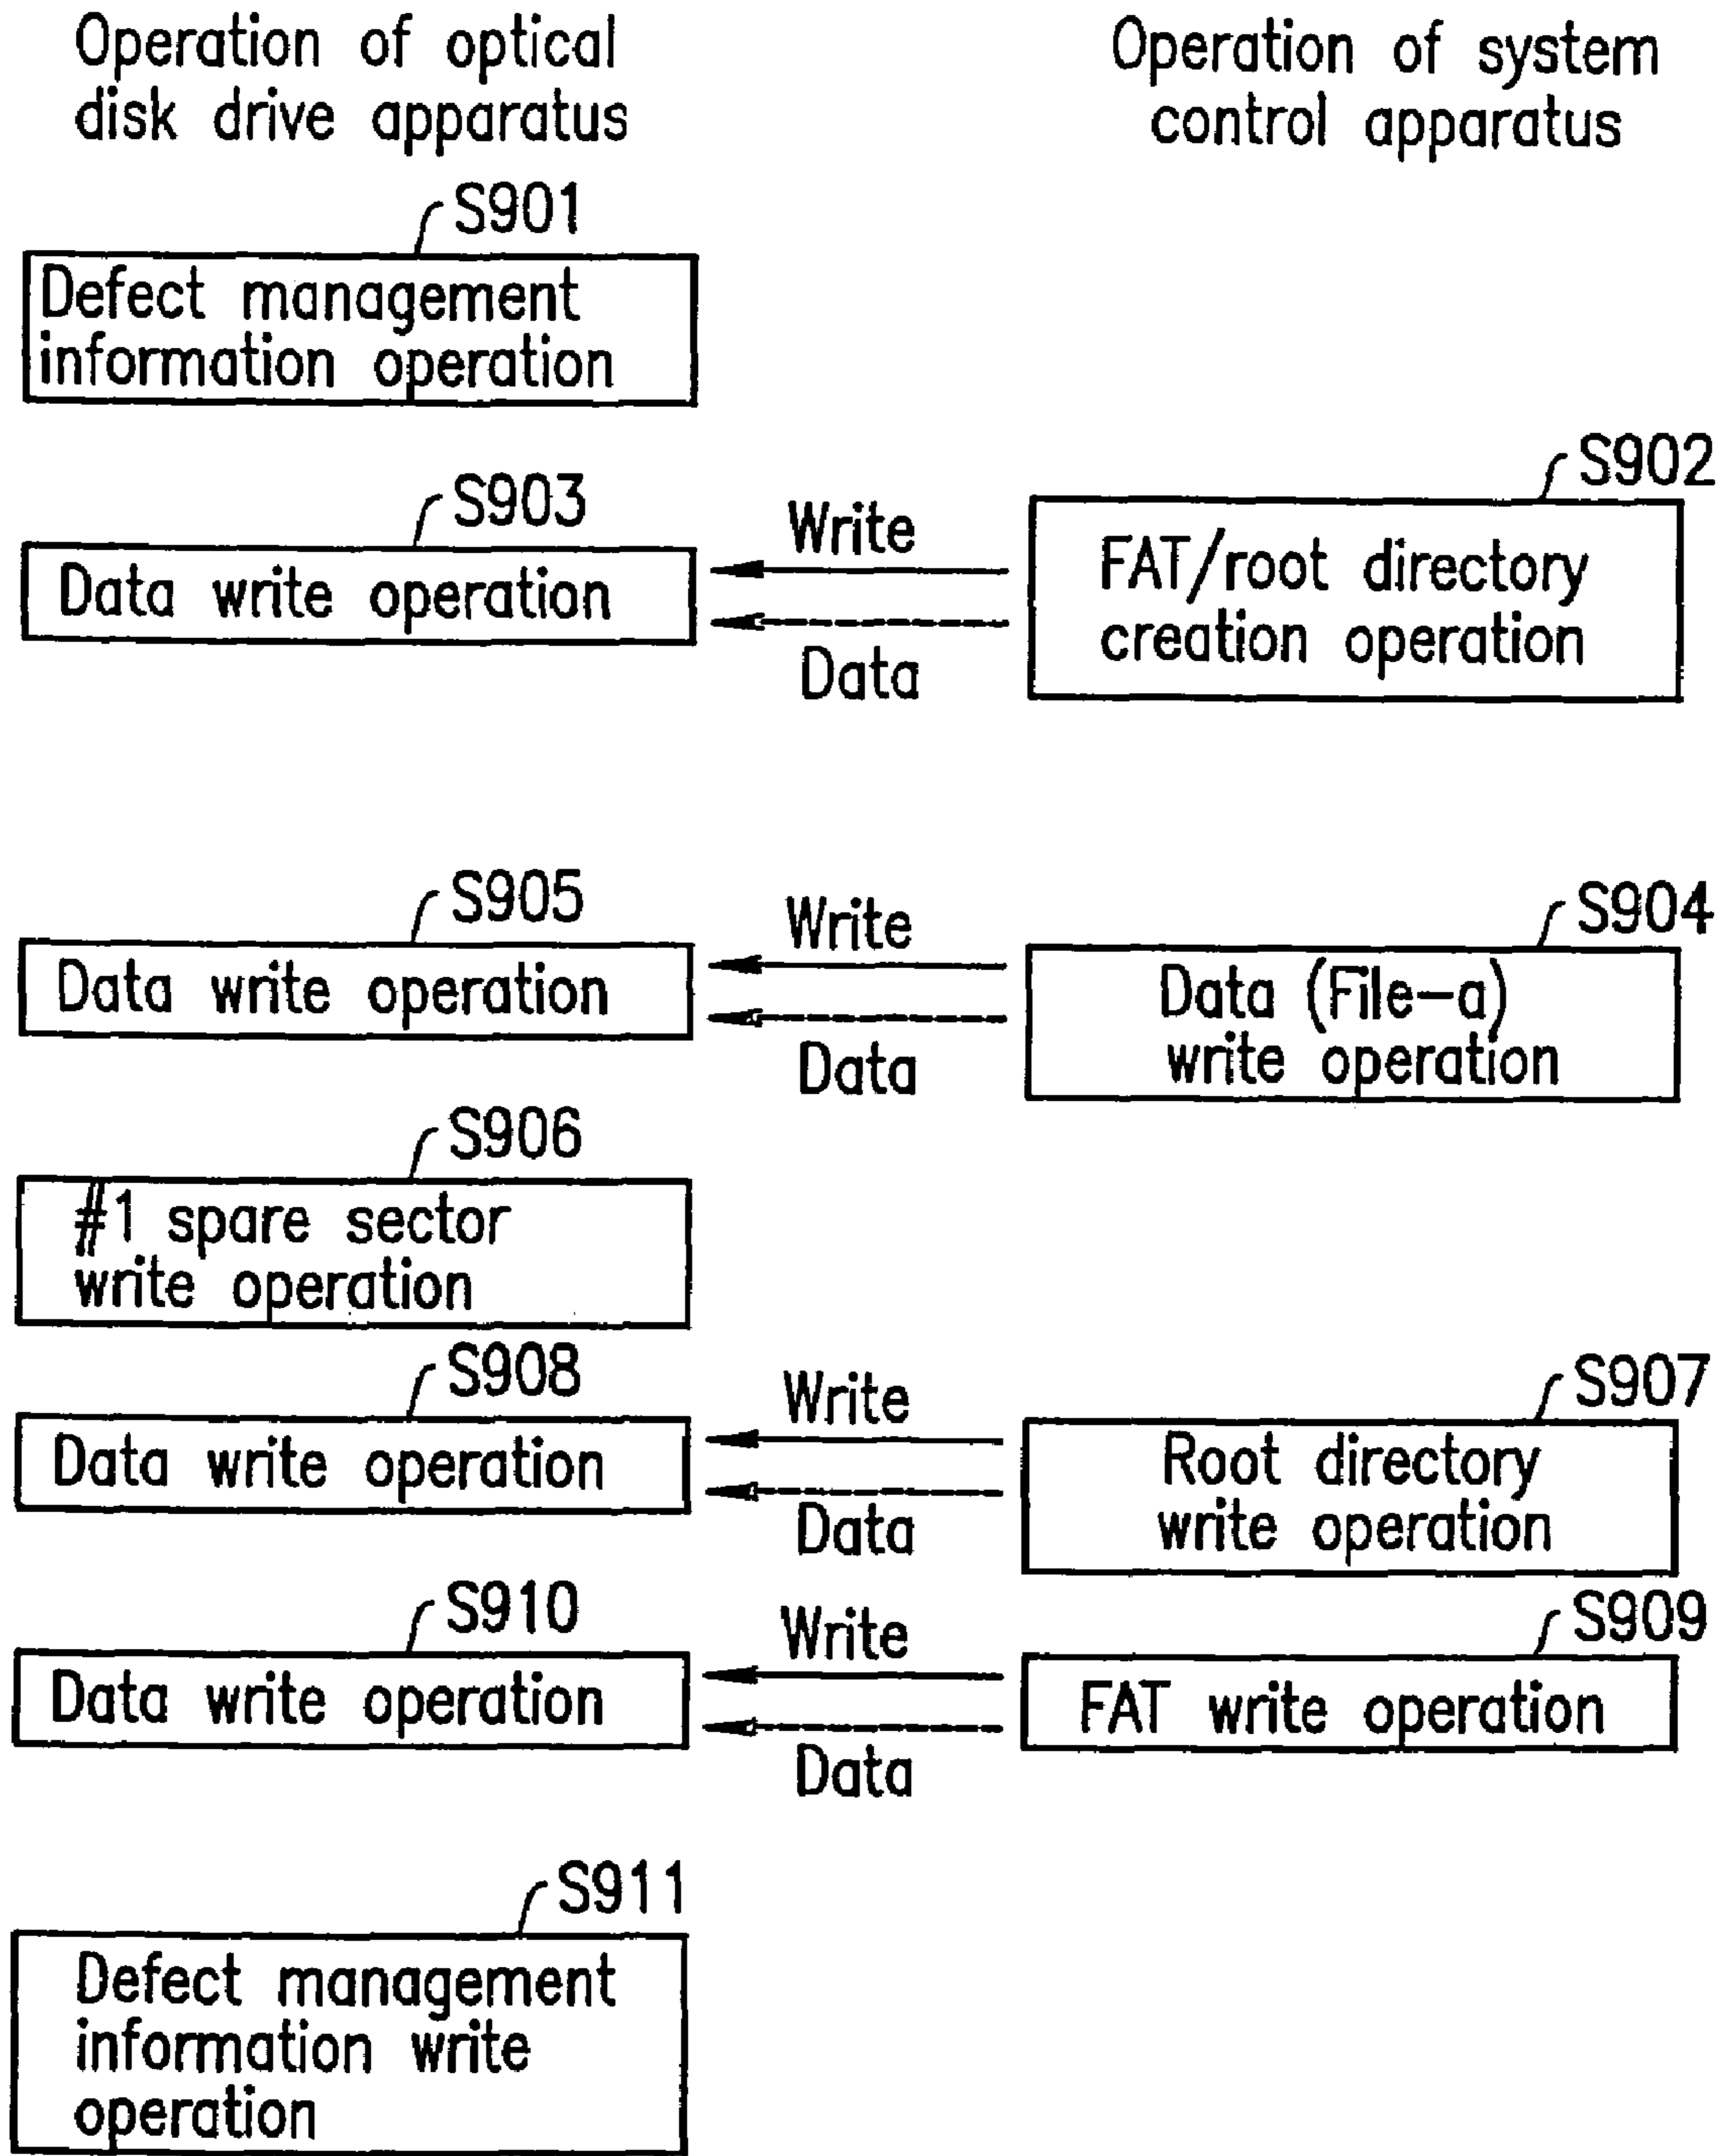 Operation of optical
disk drive apparatus
Operation of system
control apparatus
S901
Defect management
information operation
S902
S903
Write
Data write operation
FAT/root directory
creation operation
Data
S905
S904
Write
Data write operation
Data (File-a)
write operation
Data
S906
#1 spare sector
write operation
S908
S907
Write
Data write operation
Root directory
write operation
Data
S910
S909
Write
Data write operation
FAT write operation
Data
S911
Defect management
information write
operation